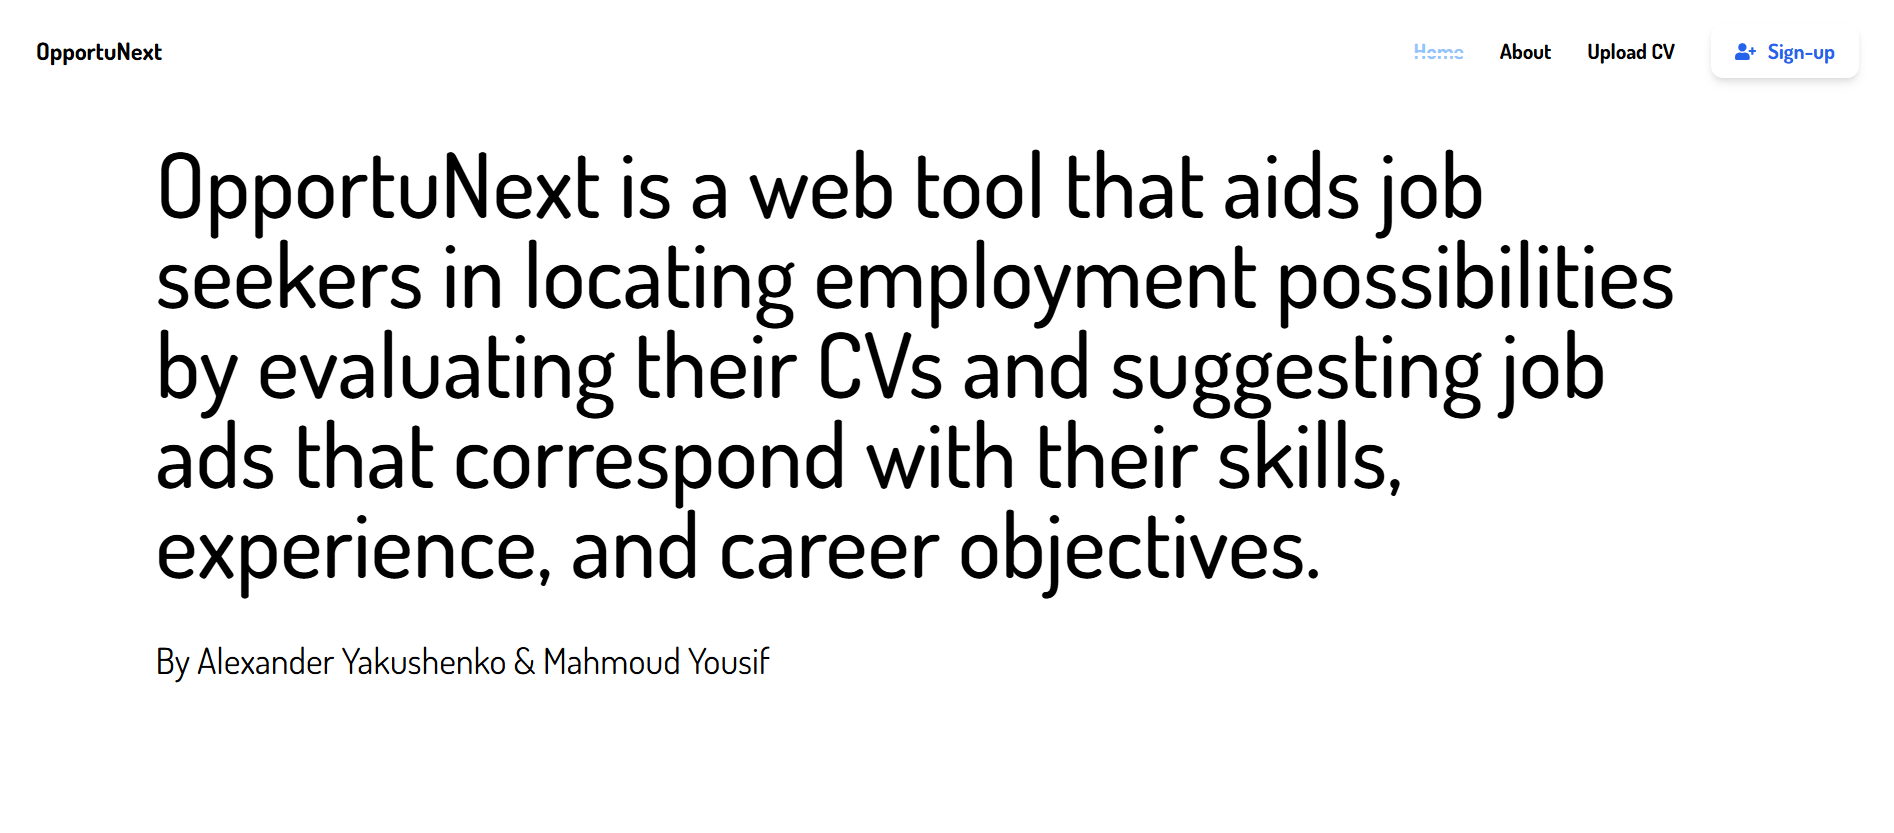 OpportuNext
Home
About
Upload CV
Sign-up
OpportuNext is a web tool that aids job
seekers in locating employment possibilities
by evaluating their CVs and suggesting job
ads that correspond with their skills,
experience, and career objectives.
By Alexander Yakushenko & Mahmoud Yousif